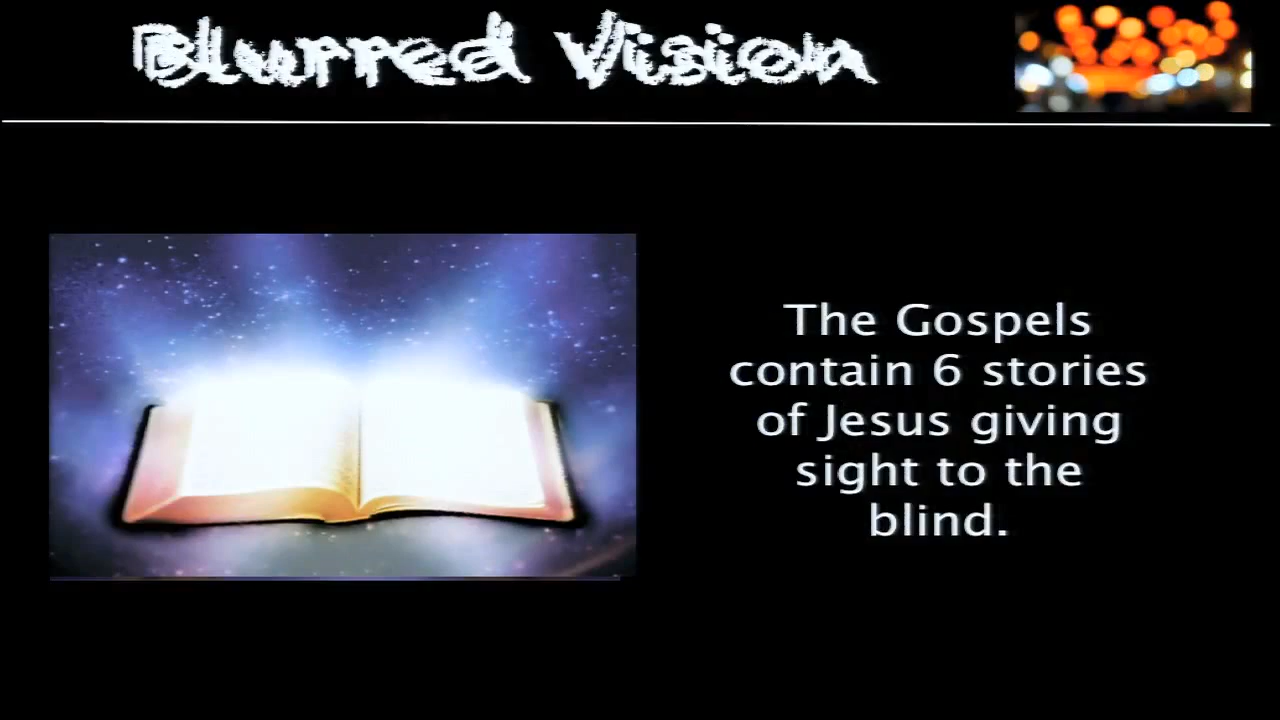 Blurred Vision
The Gospels
contain 6 stories
of Jesus giving
sight to the
blind.